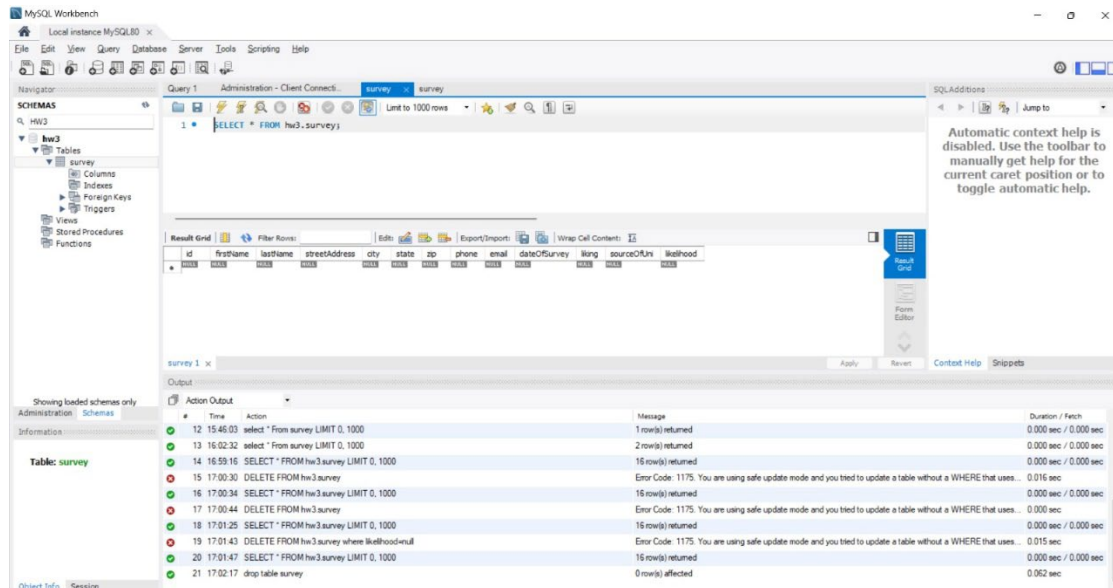 MySQL Workbench
Local instance MySQL80 ×
File Edit View Query Database Server Tools Scripting Help
Navigator
SCHEMAS
HW3
hw3
Tables
survey
Columns
Indexes
Foreign Keys
Triggers
Views
Stored Procedures
Functions
Showing loaded schemas only
Administration Schemas
Information
Table: survey
Object Info Session
Query 1 Administration - Client Connecti... survey × survey
Limit to 1000 rows
1 SELECT * FROM hw3.survey;
Result Grid Filter Rows: Edit: Export/Import: Wrap Cell Content:
id firstName lastName streetAddress city state zip phone email dateOfSurvey liking sourceOfUni likelihood
NULL NULL NULL NULL NULL NULL NULL NULL NULL NULL NULL NULL NULL
Result Grid
Form Editor
survey 1 × Apply Revert
SQLAdditions
Jump to
Automatic context help is
disabled. Use the toolbar to
manually get help for the
current caret position or to
toggle automatic help.
Context Help Snippets
Output
Action Output
# Time Action Message Duration / Fetch
12 15:46:03 select * From survey LIMIT 0, 1000 1 row(s) returned 0.000 sec / 0.000 sec
13 16:02:32 select * From survey LIMIT 0, 1000 2 row(s) returned 0.000 sec / 0.000 sec
14 16:59:16 SELECT * FROM hw3.survey LIMIT 0, 1000 16 row(s) returned 0.000 sec / 0.000 sec
15 17:00:30 DELETE FROM hw3.survey Error Code: 1175. You are using safe update mode and you tried to update a table without a WHERE that uses... 0.016 sec
16 17:00:34 SELECT * FROM hw3.survey LIMIT 0, 1000 16 row(s) returned 0.000 sec / 0.000 sec
17 17:00:44 DELETE FROM hw3.survey Error Code: 1175. You are using safe update mode and you tried to update a table without a WHERE that uses... 0.000 sec
18 17:01:25 SELECT * FROM hw3.survey LIMIT 0, 1000 16 row(s) returned 0.000 sec / 0.000 sec
19 17:01:43 DELETE FROM hw3.survey where likelihood=null Error Code: 1175. You are using safe update mode and you tried to update a table without a WHERE that uses... 0.015 sec
20 17:01:47 SELECT * FROM hw3.survey LIMIT 0, 1000 16 row(s) returned 0.000 sec / 0.000 sec
21 17:02:17 drop table survey 0 row(s) affected 0.062 sec